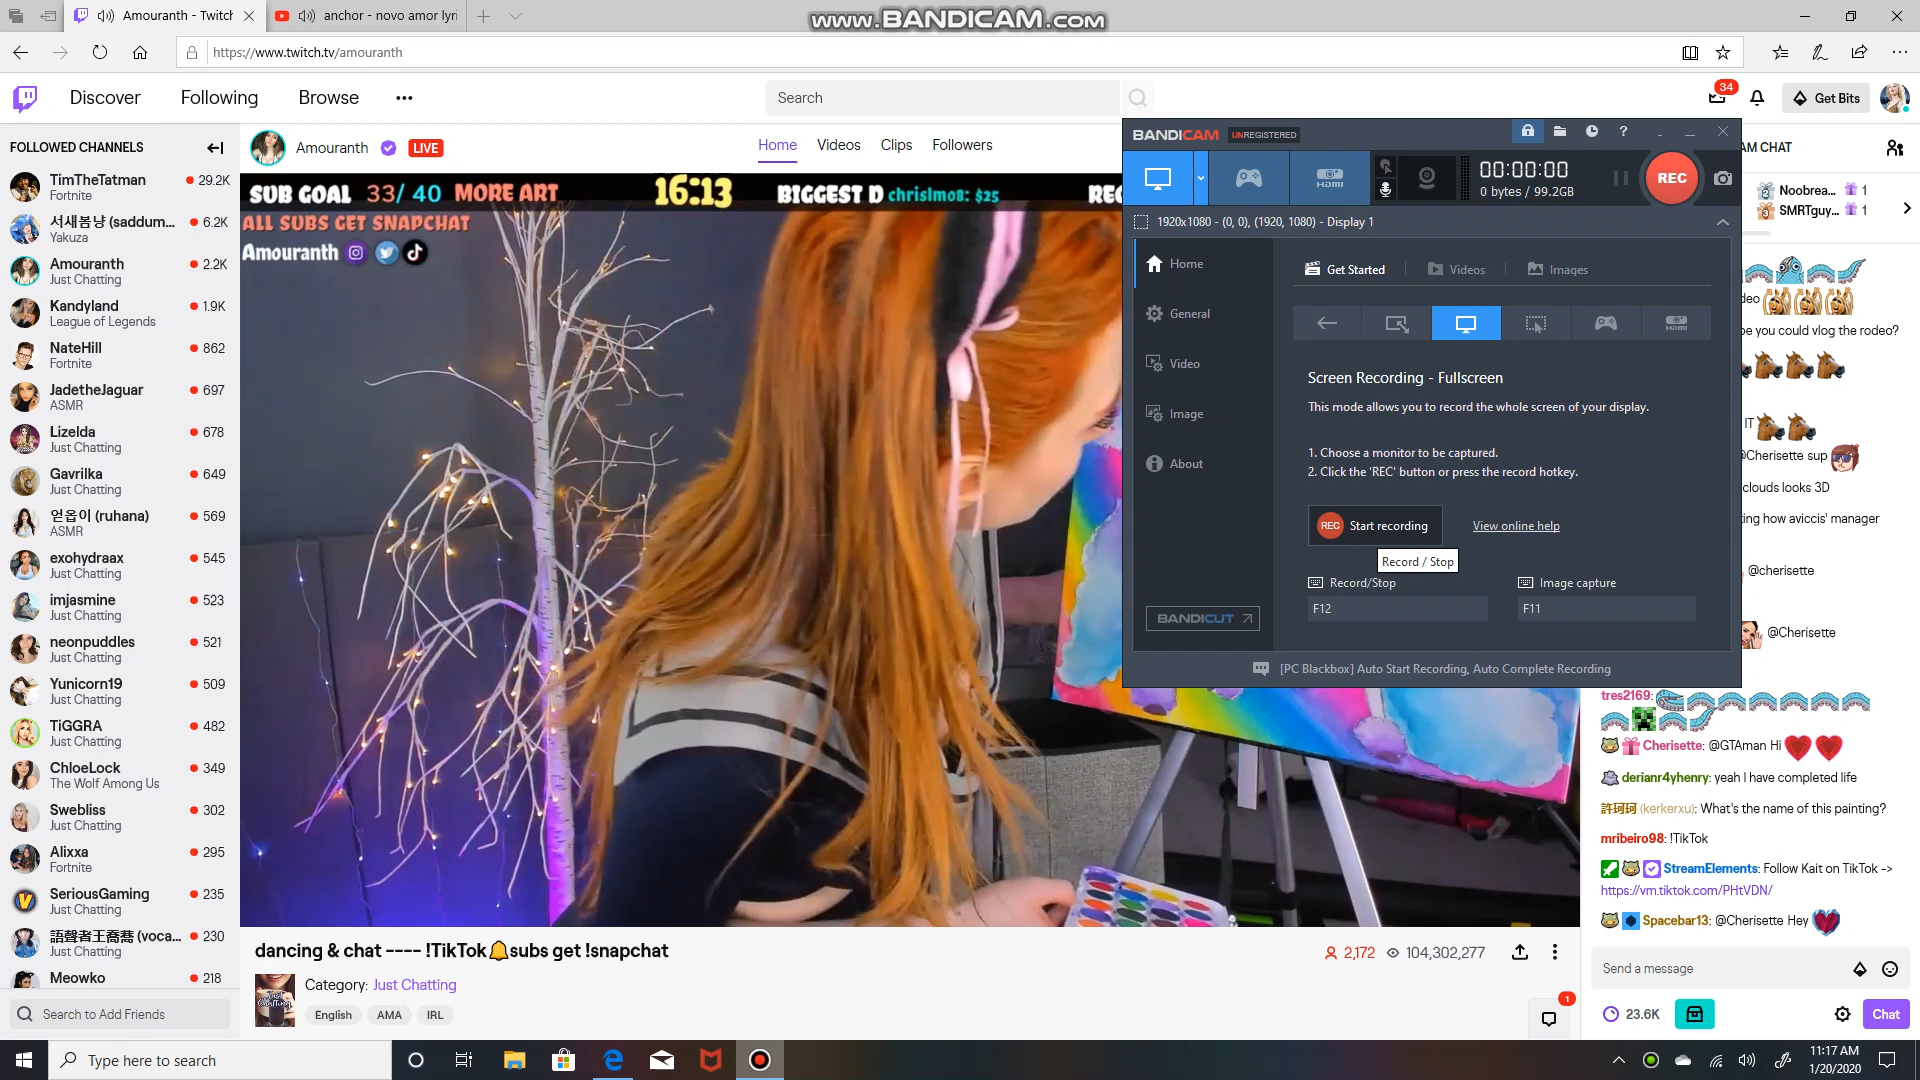 Amouranth - Twitch
anchor - novo amor lyri
www.BANDICAM.com
https://www.twitch.tv/amouranth
Discover
Following
Browse
Search
34
Get Bits
FOLLOWED CHANNELS
TimTheTatman
29.2K
Fortnite
서새봄냥 (saddum...
6.2K
Yakuza
Amouranth
2.2K
Just Chatting
Kandyland
1.9K
League of Legends
NateHill
862
Fortnite
JadetheJaguar
697
ASMR
Lizelda
678
Just Chatting
Gavrilka
649
Just Chatting
얻옵이 (ruhana)
569
ASMR
exohydraax
545
Just Chatting
imjasmine
523
Just Chatting
neonpuddles
521
Just Chatting
Yunicorn19
509
Just Chatting
TiGGRA
482
Just Chatting
ChloeLock
349
The Wolf Among Us
Swebliss
302
Just Chatting
Alixxa
295
Fortnite
SeriousGaming
235
Just Chatting
語聲者王喬蕎 (voca...
230
Just Chatting
Meowko
218
Search to Add Friends
Amouranth
LIVE
Home
Videos
Clips
Followers
SUB GOAL 33/ 40 MORE ART
16:13
BIGGEST D chrislmo8: $25
REC
ALL SUBS GET SNAPCHAT
Amouranth
BANDICAM
UNREGISTERED
HDMI
00:00:00
0 bytes / 99.2GB
REC
1920x1080 - (0, 0), (1920, 1080) - Display 1
Home
General
Video
Image
About
BANDICUT
Get Started
Videos
Images
HDMI
Screen Recording - Fullscreen
This mode allows you to record the whole screen of your display.
1. Choose a monitor to be captured.
2. Click the 'REC' button or press the record hotkey.
REC Start recording
View online help
Record / Stop
Record/Stop
Image capture
F12
F11
[PC Blackbox] Auto Start Recording, Auto Complete Recording
AM CHAT
2 Noobrea... 1
3 SMRTguy... 1
deo
be you could vlog the rodeo?
IT
@Cherisette sup
clouds looks 3D
ting how aviccis' manager
@cherisette
@Cherisette
tres2169:
Cherisette: @GTAman Hi
derianr4yhenry: yeah I have completed life
許珂珂 (kerkerxu): What's the name of this painting?
mribeiro98: !TikTok
StreamElements: Follow Kait on TikTok ->
https://vm.tiktok.com/PHtVDN/
Spacebar13: @Cherisette Hey
Send a message
23.6K
Chat
dancing & chat ---- !TikTok🔔subs get !snapchat
2,172
104,302,277
Category: Just Chatting
Just Chatting
English
AMA
IRL
1
Type here to search
11:17 AM
1/20/2020